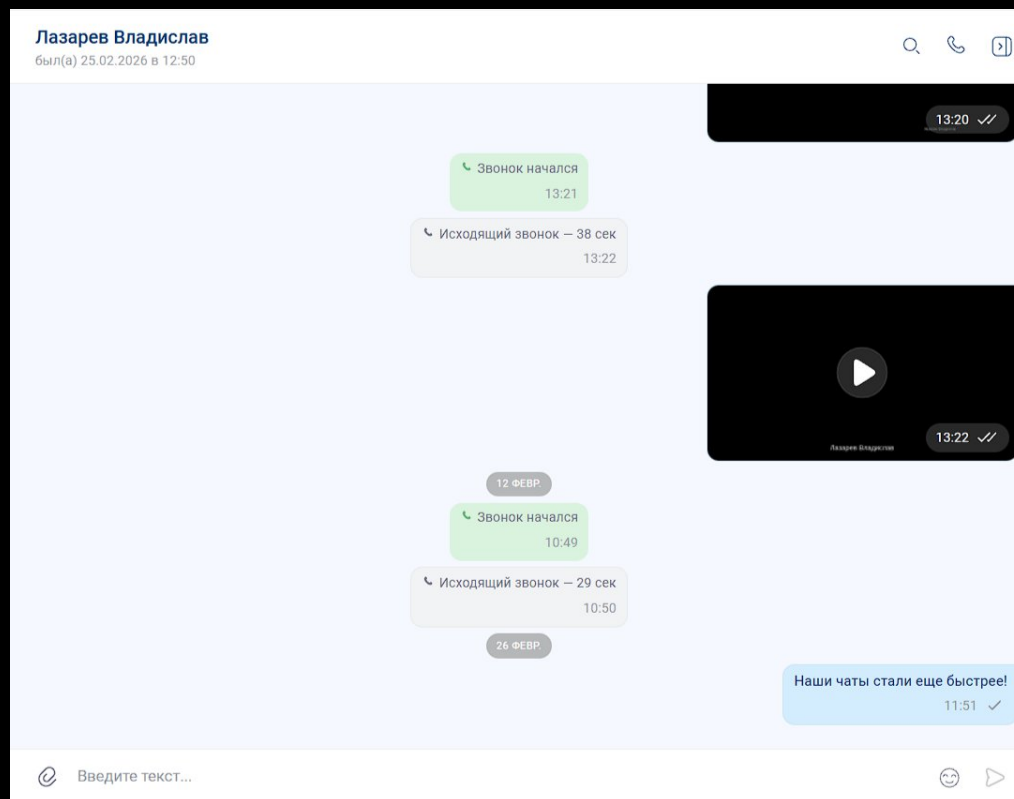 Лазарев Владислав
был(а) 25.02.2026 в 12:50
13:20
Звонок начался
13:21
Исходящий звонок — 38 сек
13:22
Лазарев Владислав
13:22
12 ФЕВР.
Звонок начался
10:49
Исходящий звонок — 29 сек
10:50
26 ФЕВР.
Наши чаты стали еще быстрее!
11:51
Введите текст...